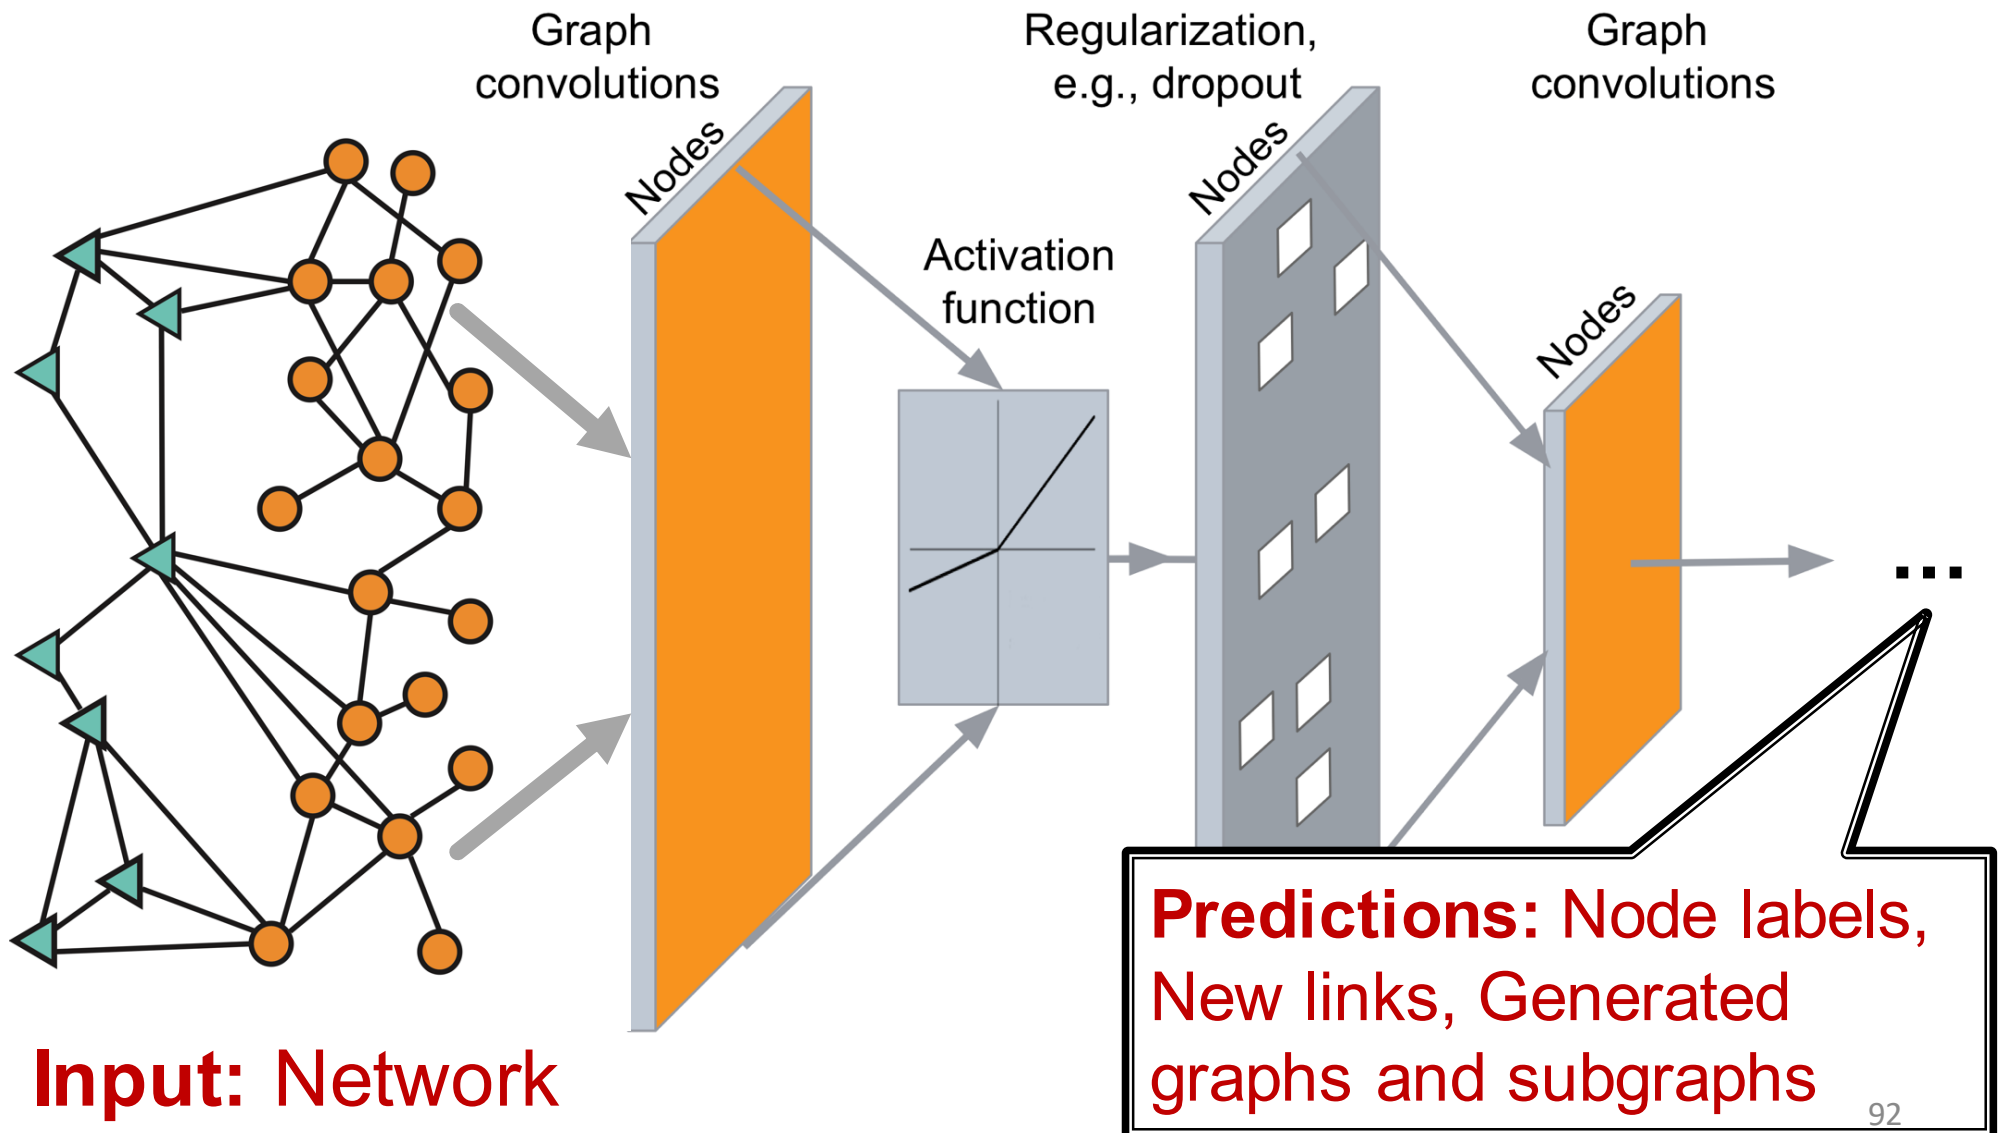 Graph
convolutions
Regularization,
e.g., dropout
Graph
convolutions
Nodes
Nodes
Activation
function
Nodes
...
Predictions: Node labels,
New links, Generated
graphs and subgraphs
Input: Network
92